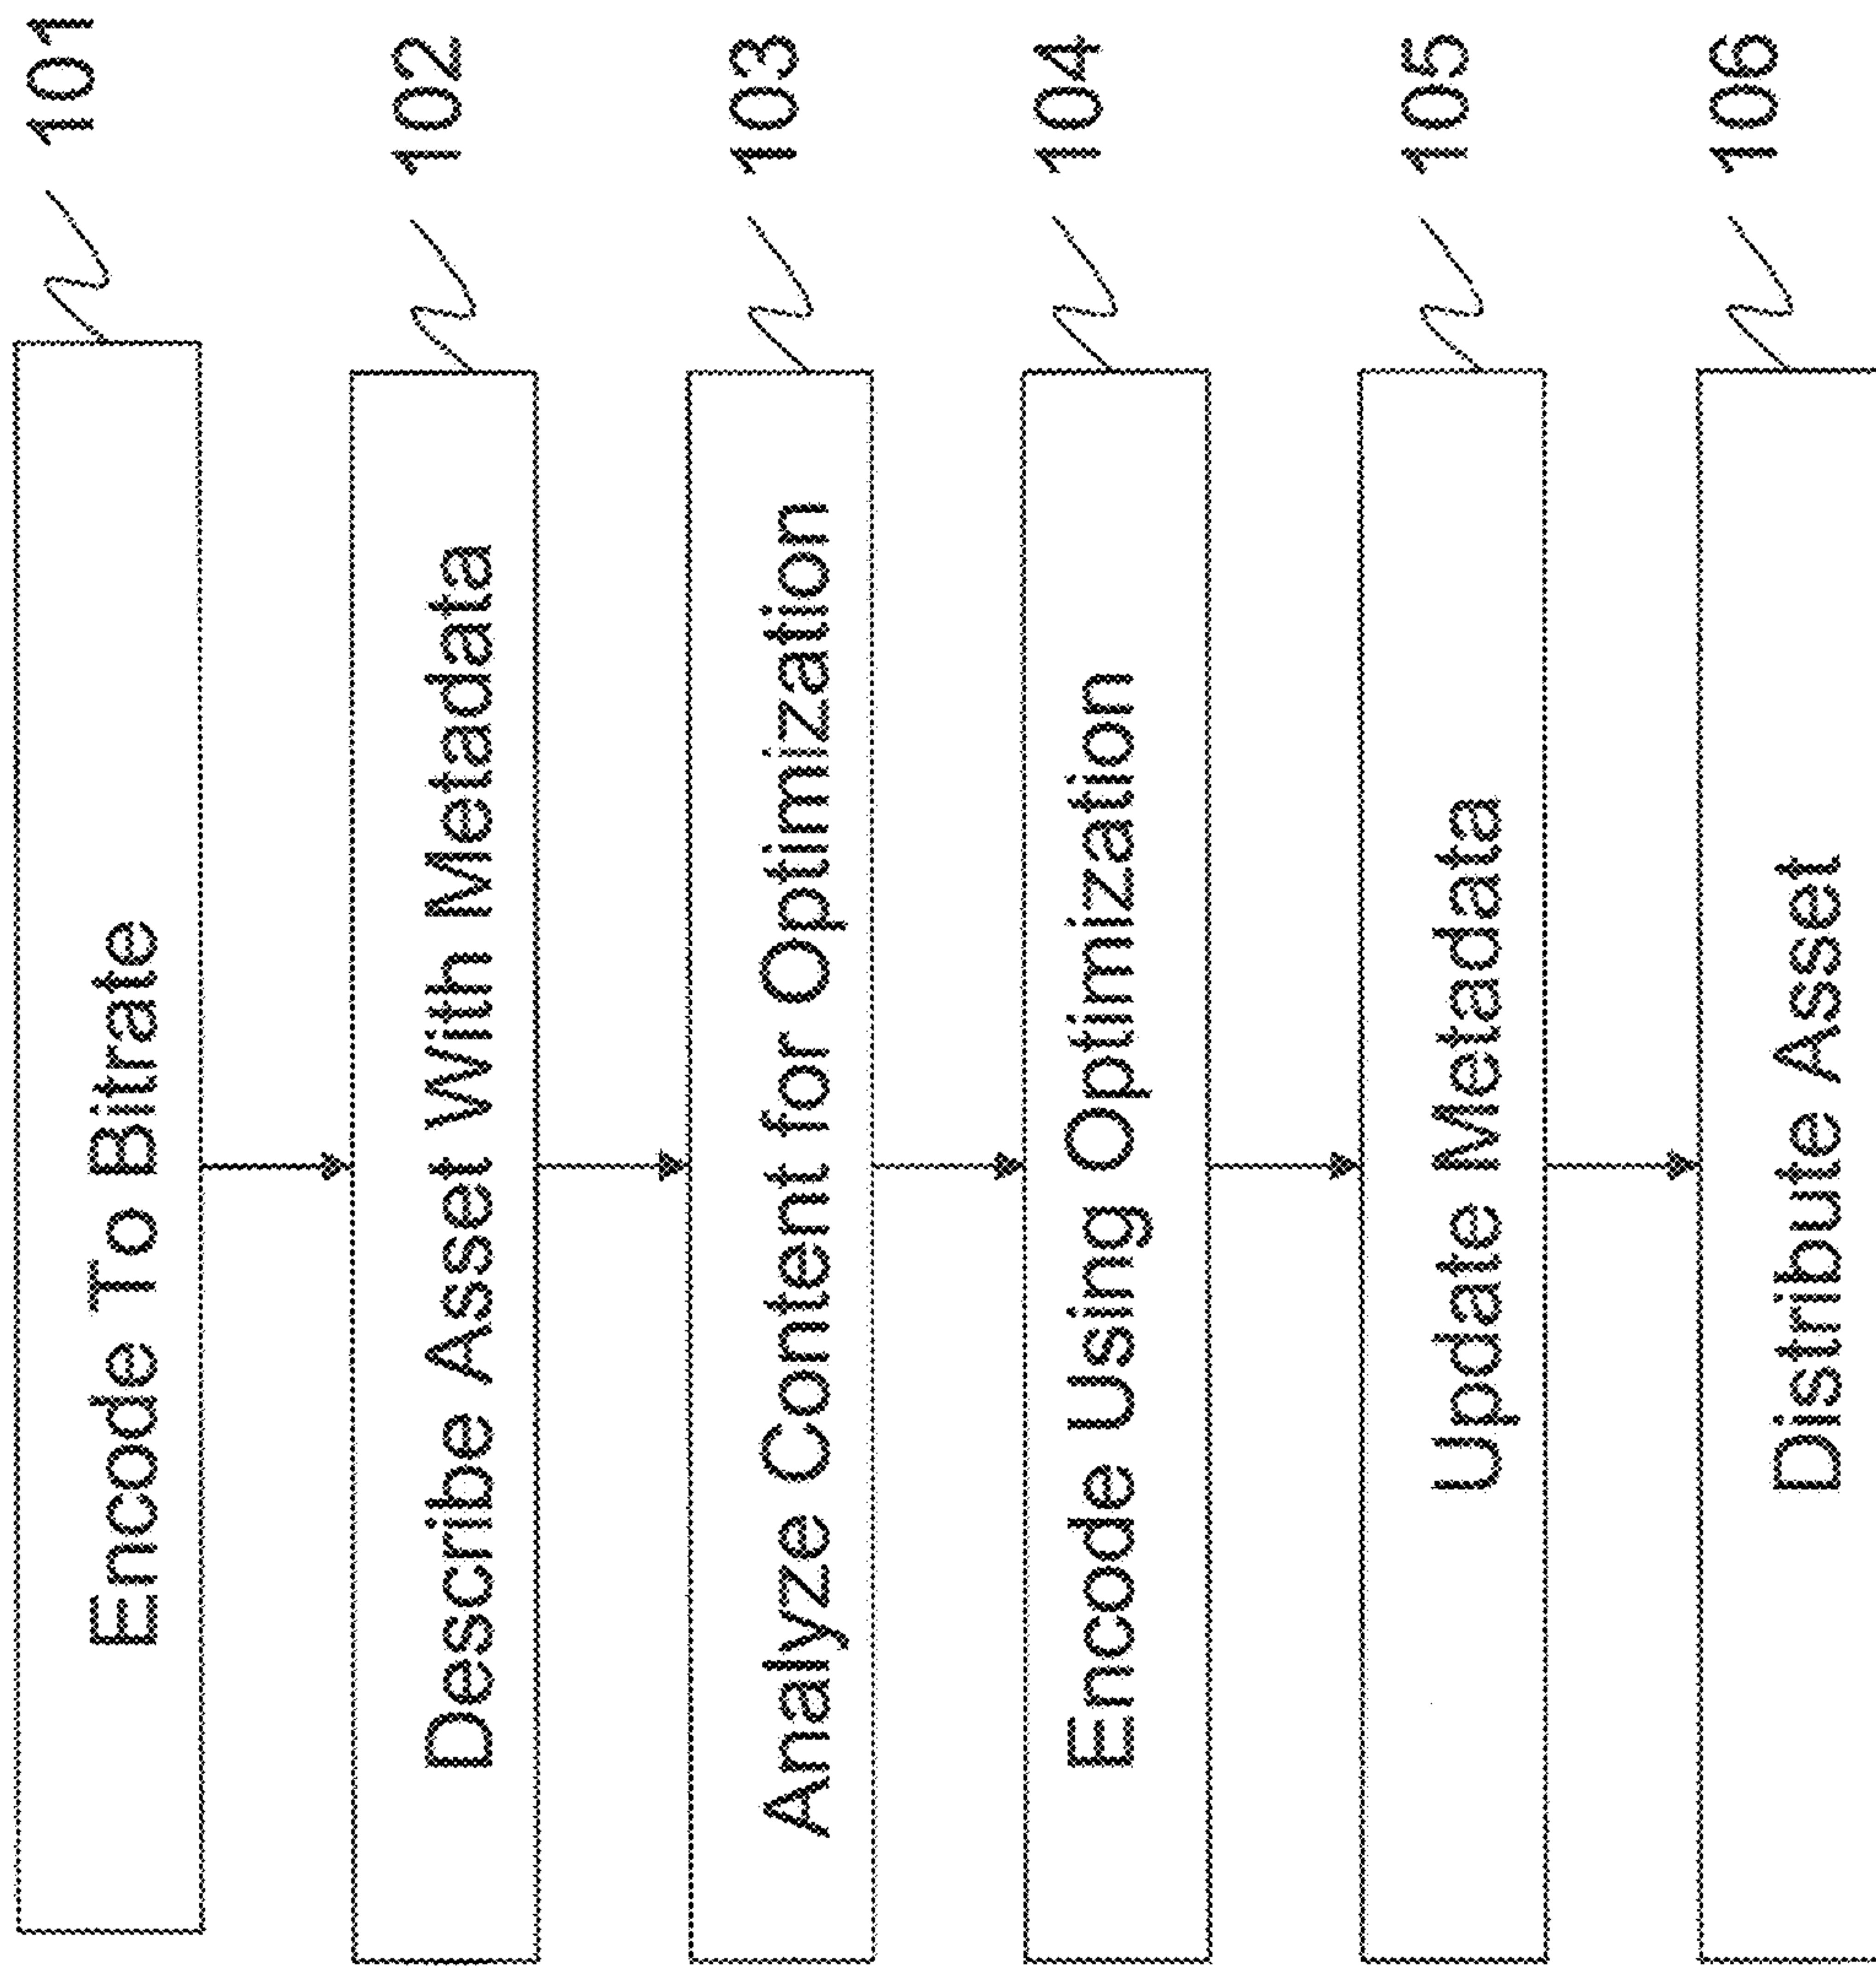 Encode To Bitrate 101
Describe Asset With Metadata 102
Analyze Content for Optimization 103
Encode Using Optimization 104
Update Metadata 105
Distribute Asset 106